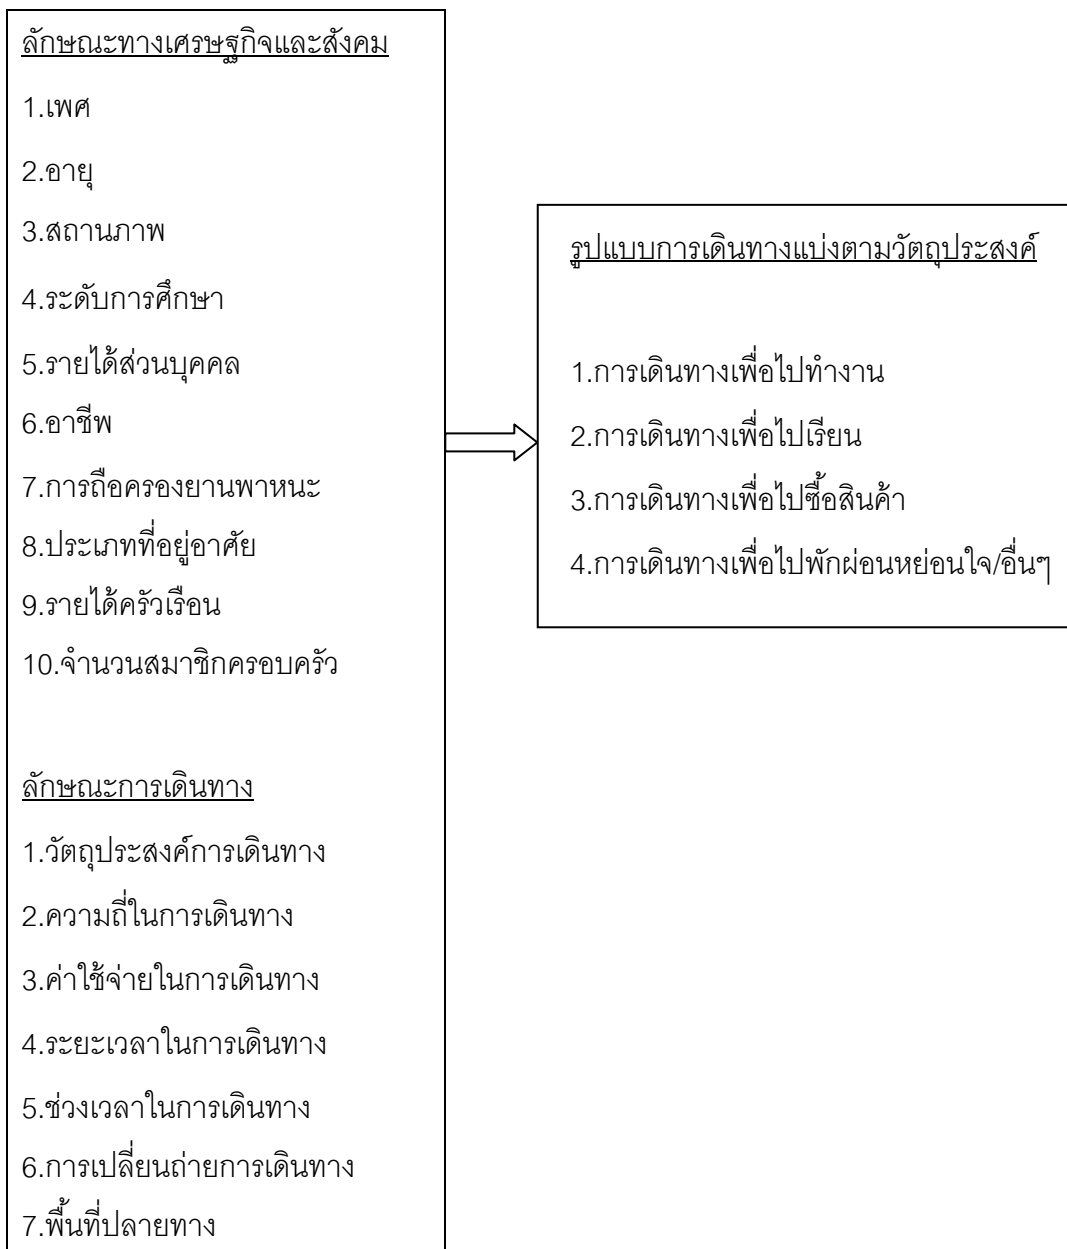 ลักษณะทางเศรษฐกิจและสังคม
1.เพศ
2.อายุ
3.สถานภาพ
4.ระดับการศึกษา
5.รายได้ส่วนบุคคล
6.อาชีพ
7.การถือครองยานพาหนะ
8.ประเภทที่อยู่อาศัย
9.รายได้ครัวเรือน
10.จำนวนสมาชิกครอบครัว
ลักษณะการเดินทาง
1.วัตถุประสงค์การเดินทาง
2.ความถี่ในการเดินทาง
3.ค่าใช้จ่ายในการเดินทาง
4.ระยะเวลาในการเดินทาง
5.ช่วงเวลาในการเดินทาง
6.การเปลี่ยนถ่ายการเดินทาง
7.พื้นที่ปลายทาง
รูปแบบการเดินทางแบ่งตามวัตถุประสงค์
1.การเดินทางเพื่อไปทำงาน
2.การเดินทางเพื่อไปเรียน
3.การเดินทางเพื่อไปซื้อสินค้า
4.การเดินทางเพื่อไปพักผ่อนหย่อนใจ/อื่นๆ